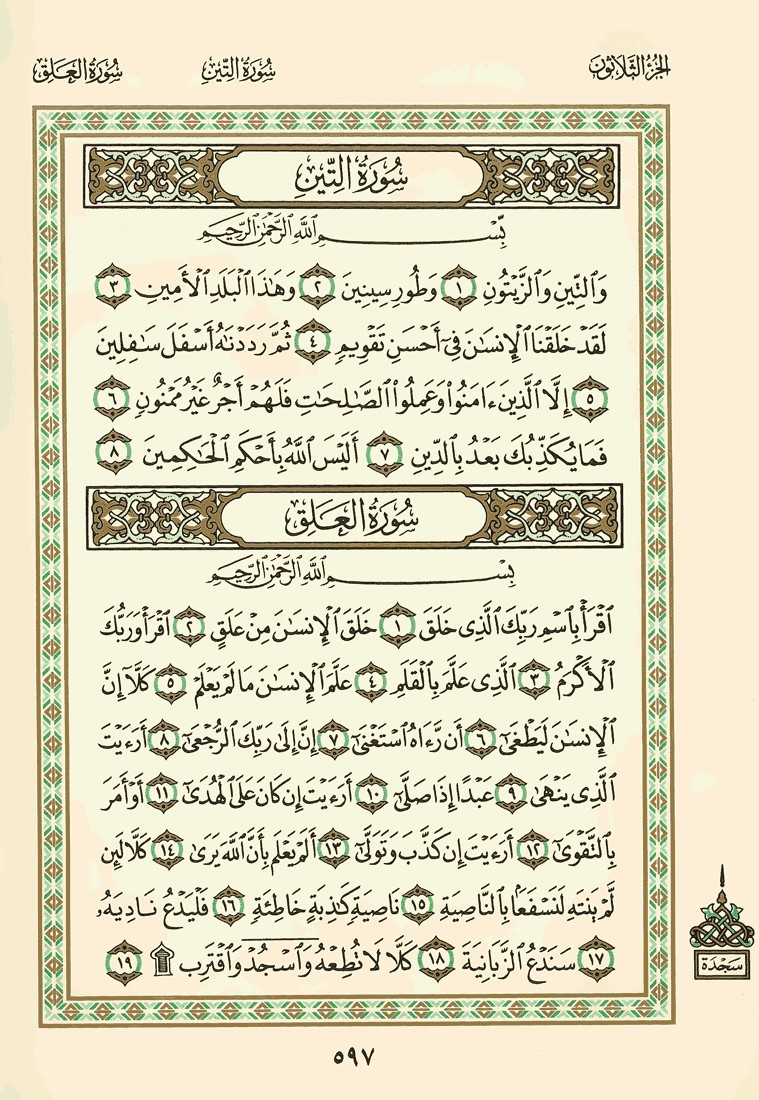 الجزء الثلاثون سورة التين سورة العلق
سُورَةُ التِّينِ
بِّسْمِ ٱللَّهِ ٱلرَّحْمَٰنِ ٱلرَّحِيمِ
وَٱلتِّينِ وَٱلزَّيْتُونِ ١ وَطُورِ سِينِينَ ٢ وَهَٰذَا ٱلْبَلَدِ ٱلْأَمِينِ ٣
لَقَدْ خَلَقْنَا ٱلْإِنسَٰنَ فِىٓ أَحْسَنِ تَقْوِيمٍ ٤ ثُمَّ رَدَدْنَٰهُ أَسْفَلَ سَٰفِلِينَ
٥ إِلَّا ٱلَّذِينَ ءَامَنُوا۟ وَعَمِلُوا۟ ٱلصَّٰلِحَٰتِ فَلَهُمْ أَجْرٌ غَيْرُ مَمْنُونٍ ٦
فَمَا يُكَذِّبُكَ بَعْدُ بِٱلدِّينِ ٧ أَلَيْسَ ٱللَّهُ بِأَحْكَمِ ٱلْحَٰكِمِينَ ٨
سُورَةُ العَلَقِ
بِسْمِ ٱللَّهِ ٱلرَّحْمَٰنِ ٱلرَّحِيمِ
ٱقْرَأْ بِٱسْمِ رَبِّكَ ٱلَّذِى خَلَقَ ١ خَلَقَ ٱلْإِنسَٰنَ مِنْ عَلَقٍ ٢ ٱقْرَأْ وَرَبُّكَ
ٱلْأَكْرَمُ ٣ ٱلَّذِى عَلَّمَ بِٱلْقَلَمِ ٤ عَلَّمَ ٱلْإِنسَٰنَ مَا لَمْ يَعْلَمْ ٥ كَلَّآ إِنَّ
ٱلْإِنسَٰنَ لَيَطْغَىٰٓ ٦ أَن رَّءَاهُ ٱسْتَغْنَىٰٓ ٧ إِنَّ إِلَىٰ رَبِّكَ ٱلرُّجْعَىٰٓ ٨ أَرَءَيْتَ
ٱلَّذِى يَنْهَىٰ ٩ عَبْدًا إِذَا صَلَّىٰٓ ١٠ أَرَءَيْتَ إِن كَانَ عَلَى ٱلْهُدَىٰٓ ١١ أَوْ أَمَرَ
بِٱلتَّقْوَىٰٓ ١٢ أَرَءَيْتَ إِن كَذَّبَ وَتَوَلَّىٰٓ ١٣ أَلَمْ يَعْلَم بِأَنَّ ٱللَّهَ يَرَىٰ ١٤ كَلَّا لَئِن
لَّمْ يَنتَهِ لَنَسْفَعًۢا بِٱلنَّاصِيَةِ ١٥ نَاصِيَةٍ كَٰذِبَةٍ خَاطِئَةٍ ١٦ فَلْيَدْعُ نَادِيَهُۥ
١٧ سَنَدْعُ ٱلزَّبَانِيَةَ ١٨ كَلَّا لَا تُطِعْهُ وَٱسْجُدْ وَٱقْتَرِب ۩ ١٩
سجدة
٥٩٧